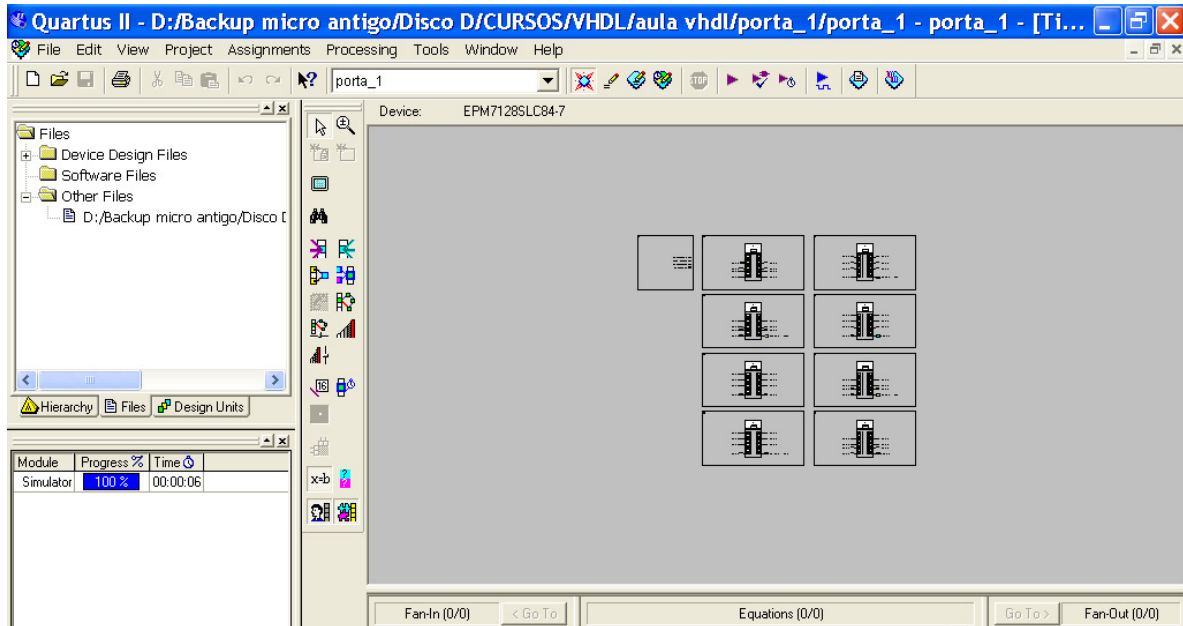 Quartus II - D:/Backup micro antigo/Disco D/CURSOS/VHDL/aula vhdl/porta_1/porta_1 - porta_1 - [Ti...
File Edit View Project Assignments Processing Tools Window Help
porta_1
Device: EPM7128SLC84-7
Files
Device Design Files
Software Files
Other Files
D:/Backup micro antigo/Disco D
Hierarchy Files Design Units
Module Progress % Time
Simulator 100 % 00:00:06
Fan-In (0/0) < Go To Equations (0/0) Go To > Fan-Out (0/0)